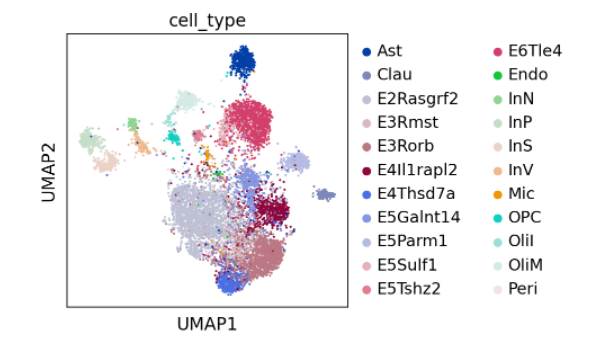 cell_type
UMAP2
UMAP1
Ast
Clau
E2Rasgrf2
E3Rmst
E3Rorb
E4Il1rapl2
E4Thsd7a
E5Galnt14
E5Parm1
E5Sulf1
E5Tshz2
E6Tle4
Endo
InN
InP
InS
InV
Mic
OPC
OliI
OliM
Peri